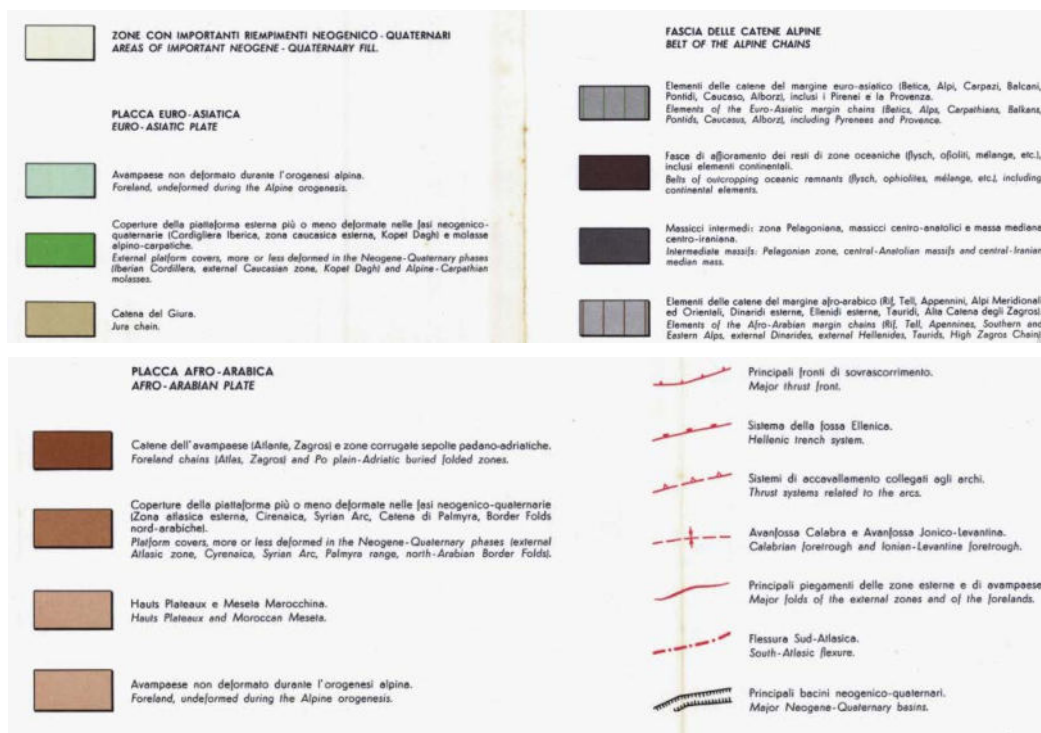 ZONE CON IMPORTANTI RIEMPIMENTI NEOGENICO-QUATERNARI
AREAS OF IMPORTANT NEOGENE-QUATERNARY FILL.
PLACCA EURO-ASIATICA
EURO-ASIATIC PLATE
Avampaese non deformato durante l'orogenesi alpina.
Foreland, undeformed during the Alpine orogenesis.
Coperture della piattaforma esterna più o meno deformate nelle fasi neogenico-
quaternarie (Cordigliera Iberica, zona caucasica esterna, Kopet Dagh) e molasse
alpino-carpatiche.
External platform covers, more or less deformed in the Neogene-Quaternary phases
(Iberian Cordillera, external Caucasian zone, Kopet Dagh) and Alpine-Carpathian
molasses.
Catena del Giura.
Jura chain.
FASCIA DELLE CATENE ALPINE
BELT OF THE ALPINE CHAINS
Elementi delle catene del margine euro-asiatico (Betica, Alpi, Carpazi, Balcani,
Pontidi, Caucaso, Alborz), inclusi i Pirenei e la Provenza.
Elements of the Euro-Asiatic margin chains (Betics, Alps, Carpathians, Balkans,
Pontids, Caucasus, Alborz), including Pyrenees and Provence.
Fasce di affioramento dei resti di zone oceaniche (flysch, ofioliti, mélange, etc.),
inclusi elementi continentali.
Belts of outcropping oceanic remnants (flysch, ophiolites, mélange, etc.), including
continental elements.
Massicci intermedi: zona Pelagoniana, massicci centro-anatolici e massa mediana
centro-iraniana.
Intermediate massifs: Pelagonian zone, central-Anatolian massifs and central-Iranian
median mass.
Elementi delle catene del margine afro-arabico (Rif, Tell, Appennini, Alpi Meridionali
ed Orientali, Dinaridi esterne, Ellenidi esterne, Tauridi, Alta Catena degli Zagros).
Elements of the Afro-Arabian margin chains (Rif, Tell, Apennines, Southern and
Eastern Alps, external Dinarides, external Hellenides, Taurids, High Zagros Chain)
PLACCA AFRO-ARABICA
AFRO-ARABIAN PLATE
Catene dell'avampaese (Atlante, Zagros) e zone corrugate sepolte padano-adriatiche.
Foreland chains (Atlas, Zagros) and Po plain-Adriatic buried folded zones.
Coperture della piattaforma più o meno deformate nelle fasi neogenico-quaternarie
(Zona atlasica esterna, Cirenaica, Syrian Arc, Catena di Palmyra, Border Folds
nord-arabiche).
Platform covers, more or less deformed in the Neogene-Quaternary phases (external
Atlasic zone, Cyrenaica, Syrian Arc, Palmyra range, north-Arabian Border Folds).
Hauts Plateaux e Meseta Marocchina.
Hauts Plateaux and Moroccan Meseta.
Avampaese non deformato durante l'orogenesi alpina.
Foreland, undeformed during the Alpine orogenesis.
Principali fronti di sovrascorrimento.
Major thrust front.
Sistema della fossa Ellenica.
Hellenic trench system.
Sistemi di accavallamento collegati agli archi.
Thrust systems related to the arcs.
Avanfossa Calabra e Avanfossa Jonico-Levantina.
Calabrian foretrough and Ionian-Levantine foretrough.
Principali piegamenti delle zone esterne e di avampaese
Major folds of the external zones and of the forelands.
Flessura Sud-Atlasica.
South-Atlasic flexure.
Principali bacini neogenico-quaternari.
Major Neogene-Quaternary basins.